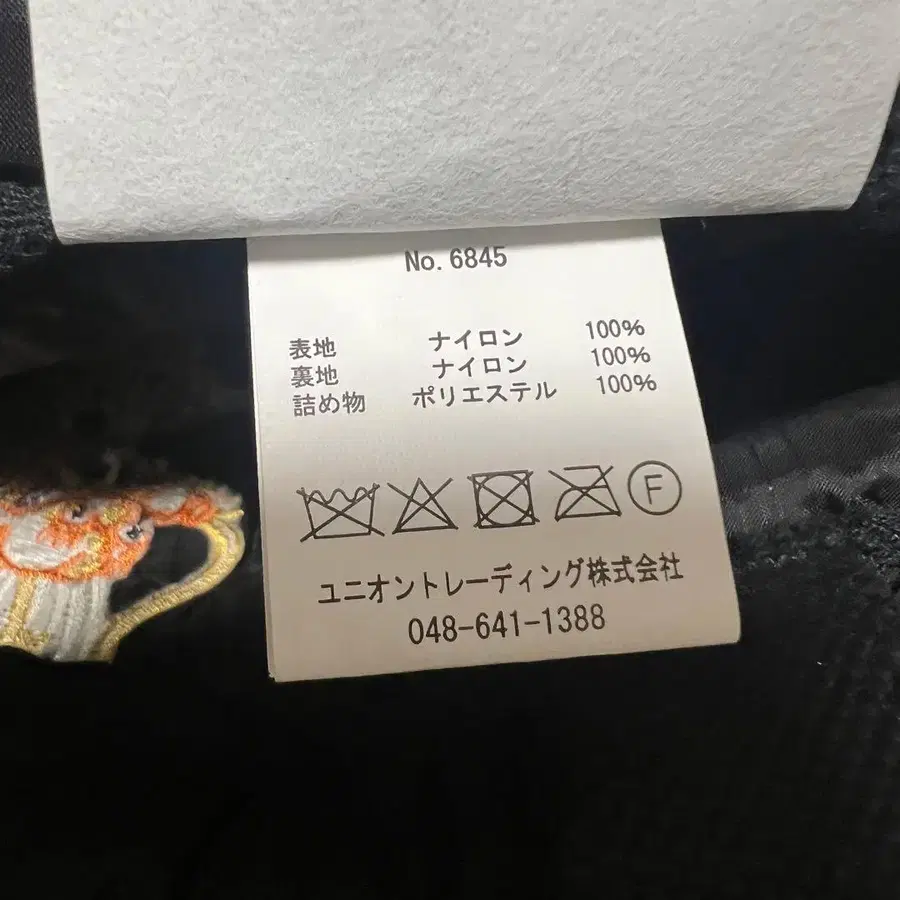 No. 6845
表地 ナイロン 100%
裏地 ナイロン 100%
詰め物 ポリエステル 100%
F
ユニオントレーディング株式会社
048-641-1388